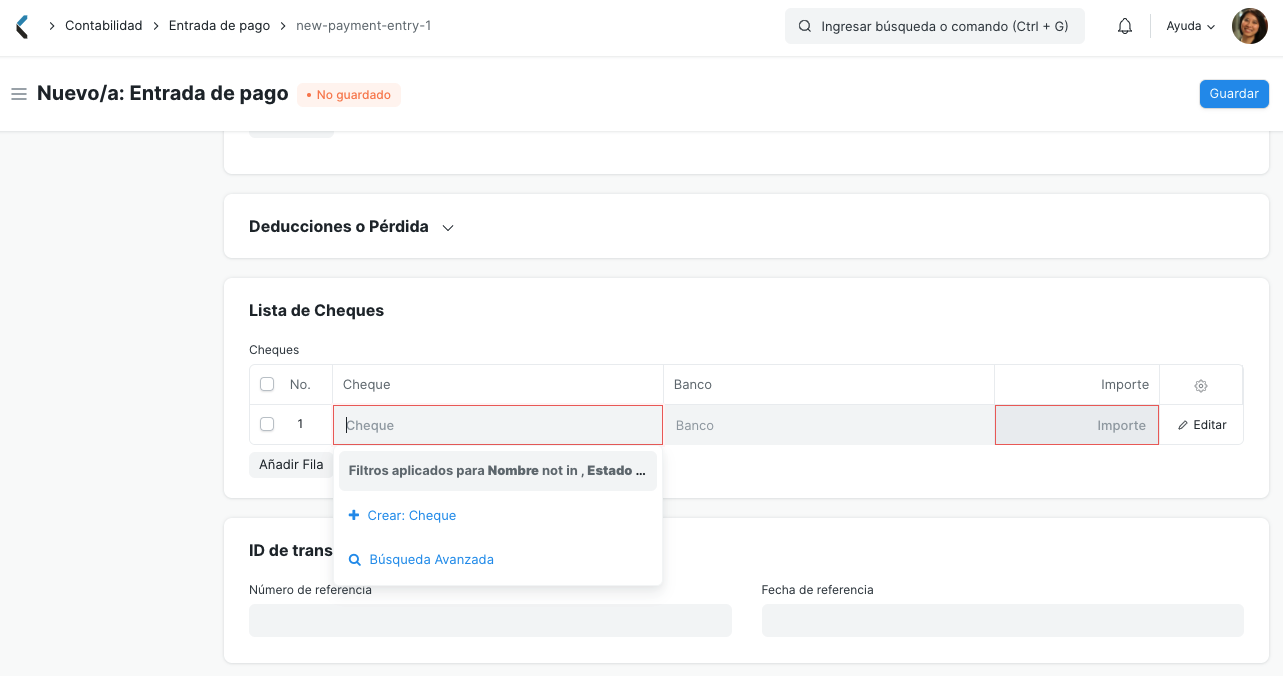 Contabilidad > Entrada de pago > new-payment-entry-1
Ingresar búsqueda o comando (Ctrl + G)
Ayuda
Nuevo/a: Entrada de pago
• No guardado
Guardar
Deducciones o Pérdida
Lista de Cheques
Cheques
No. Cheque Banco Importe
1 Cheque Banco Importe Editar
Añadir Fila
Filtros aplicados para Nombre not in , Estado ...
Crear: Cheque
Búsqueda Avanzada
ID de trans
Número de referencia
Fecha de referencia